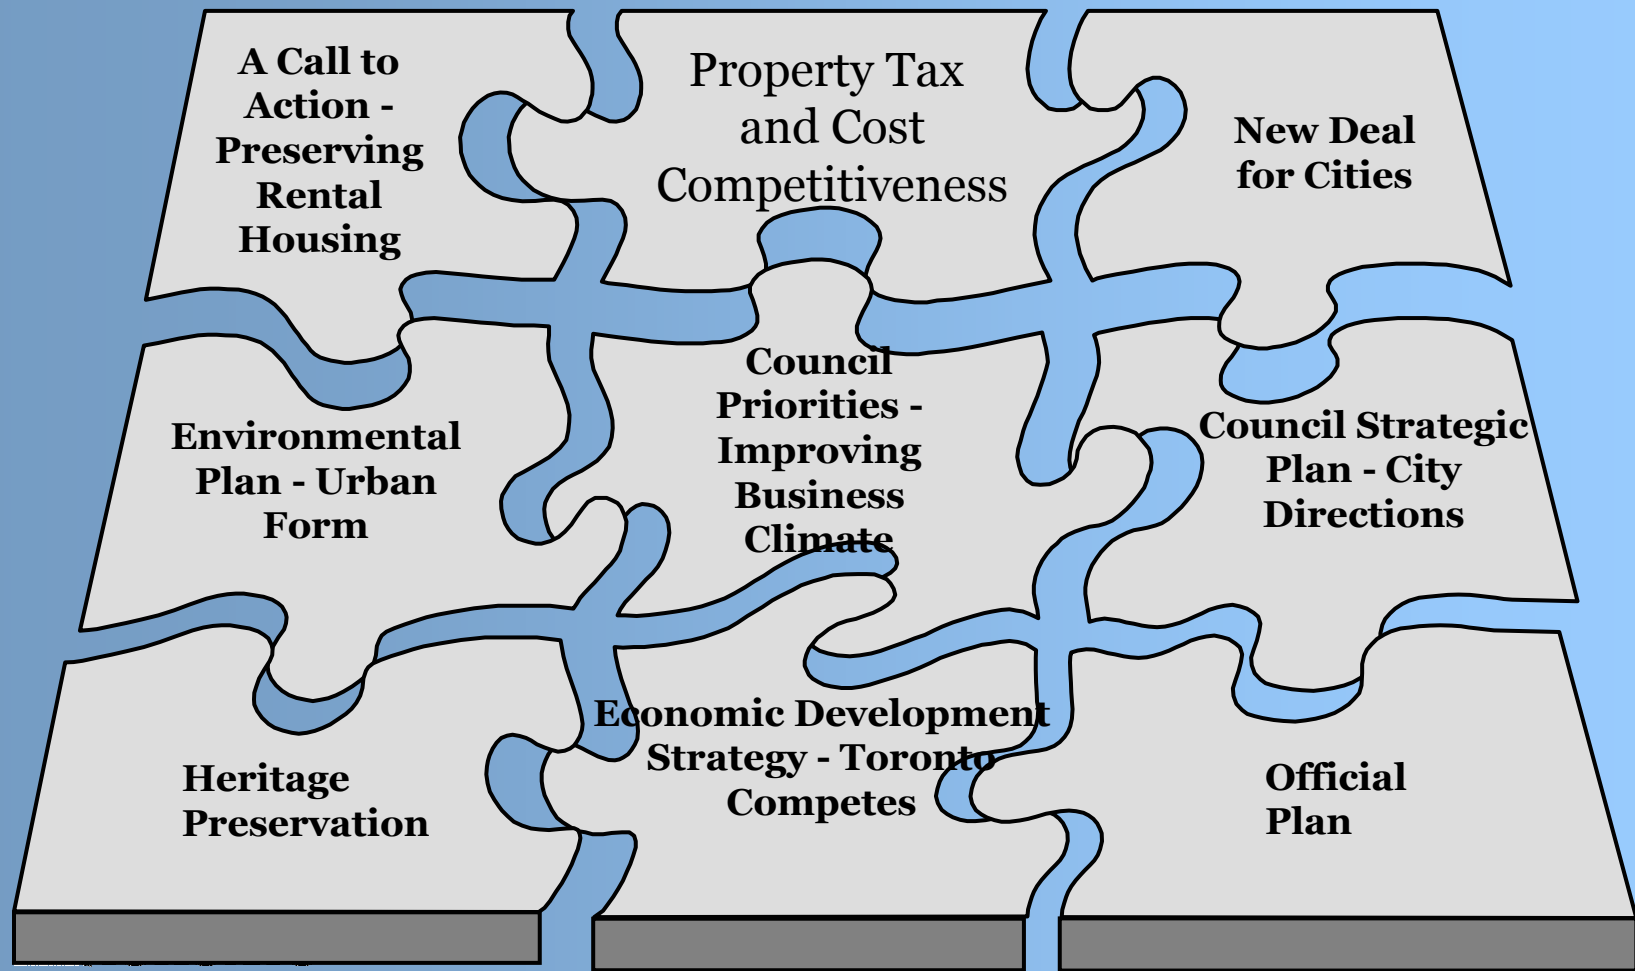 A Call to
Action -
Preserving
Rental
Housing
Property Tax
and Cost
Competitiveness
New Deal
for Cities
Environmental
Plan - Urban
Form
Council
Priorities -
Improving
Business
Climate
Council Strategic
Plan - City
Directions
Heritage
Preservation
Economic Development
Strategy - Toronto
Competes
Official
Plan